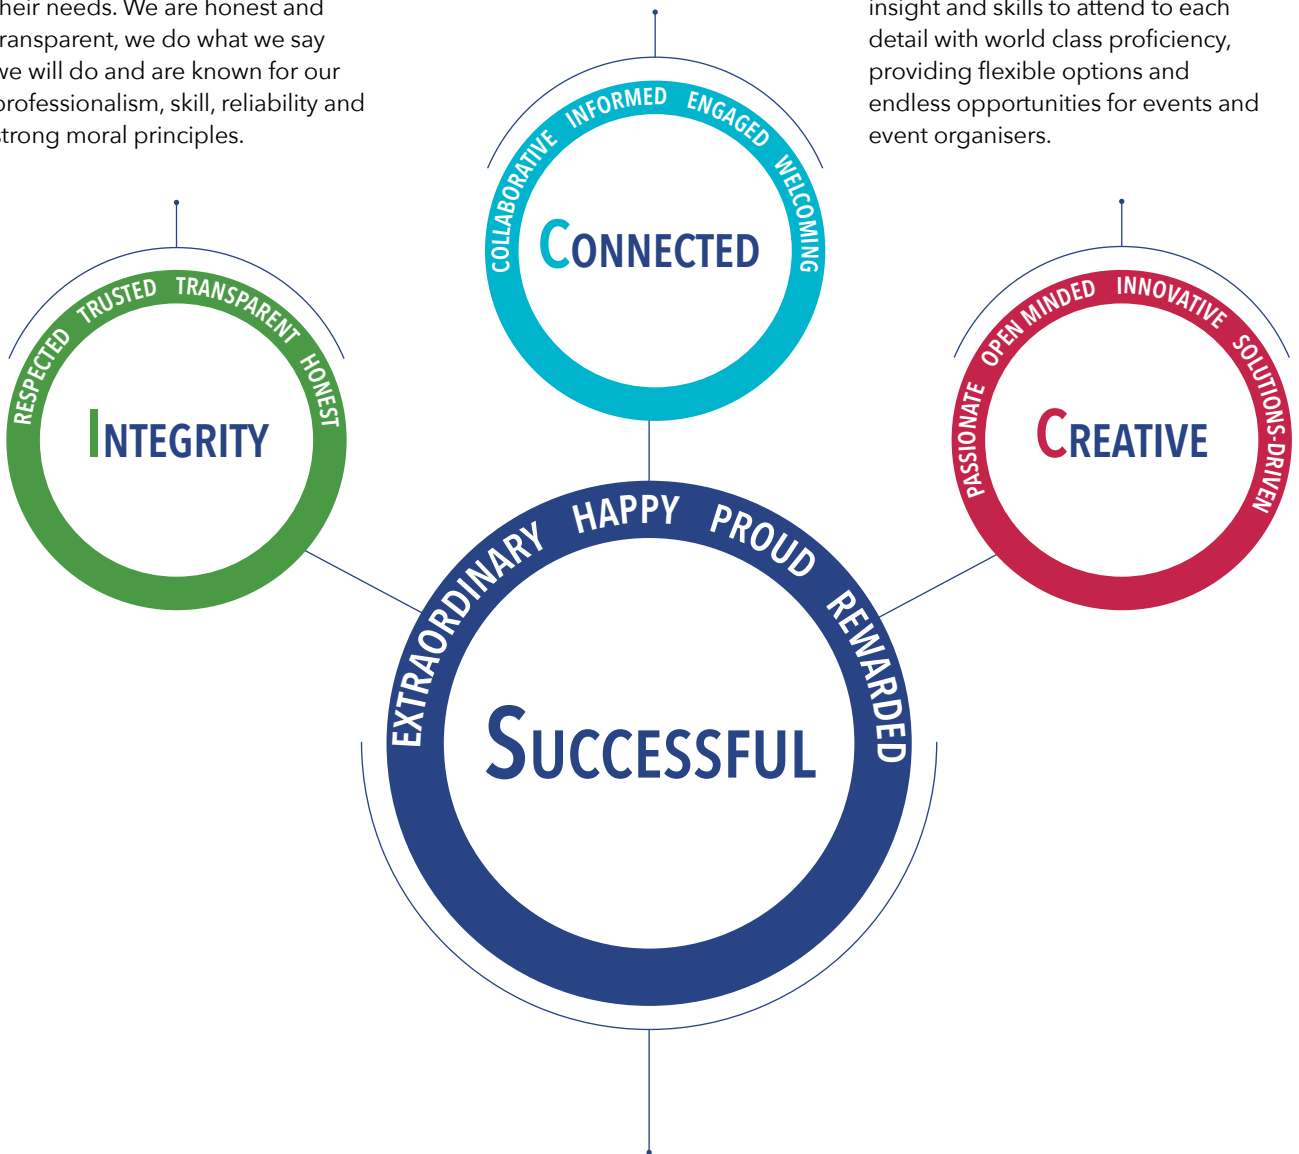 their needs. We are honest and
transparent, we do what we say
we will do and are known for our
professionalism, skill, reliability and
strong moral principles.
insight and skills to attend to each
detail with world class proficiency,
providing flexible options and
endless opportunities for events and
event organisers.
COLLABORATIVE INFORMED ENGAGED WELCOMING
CONNECTED
RESPECTED TRUSTED TRANSPARENT HONEST
INTEGRITY
PASSIONATE OPEN MINDED INNOVATIVE SOLUTIONS-DRIVEN
CREATIVE
EXTRAORDINARY HAPPY PROUD REWARDED
SUCCESSFUL